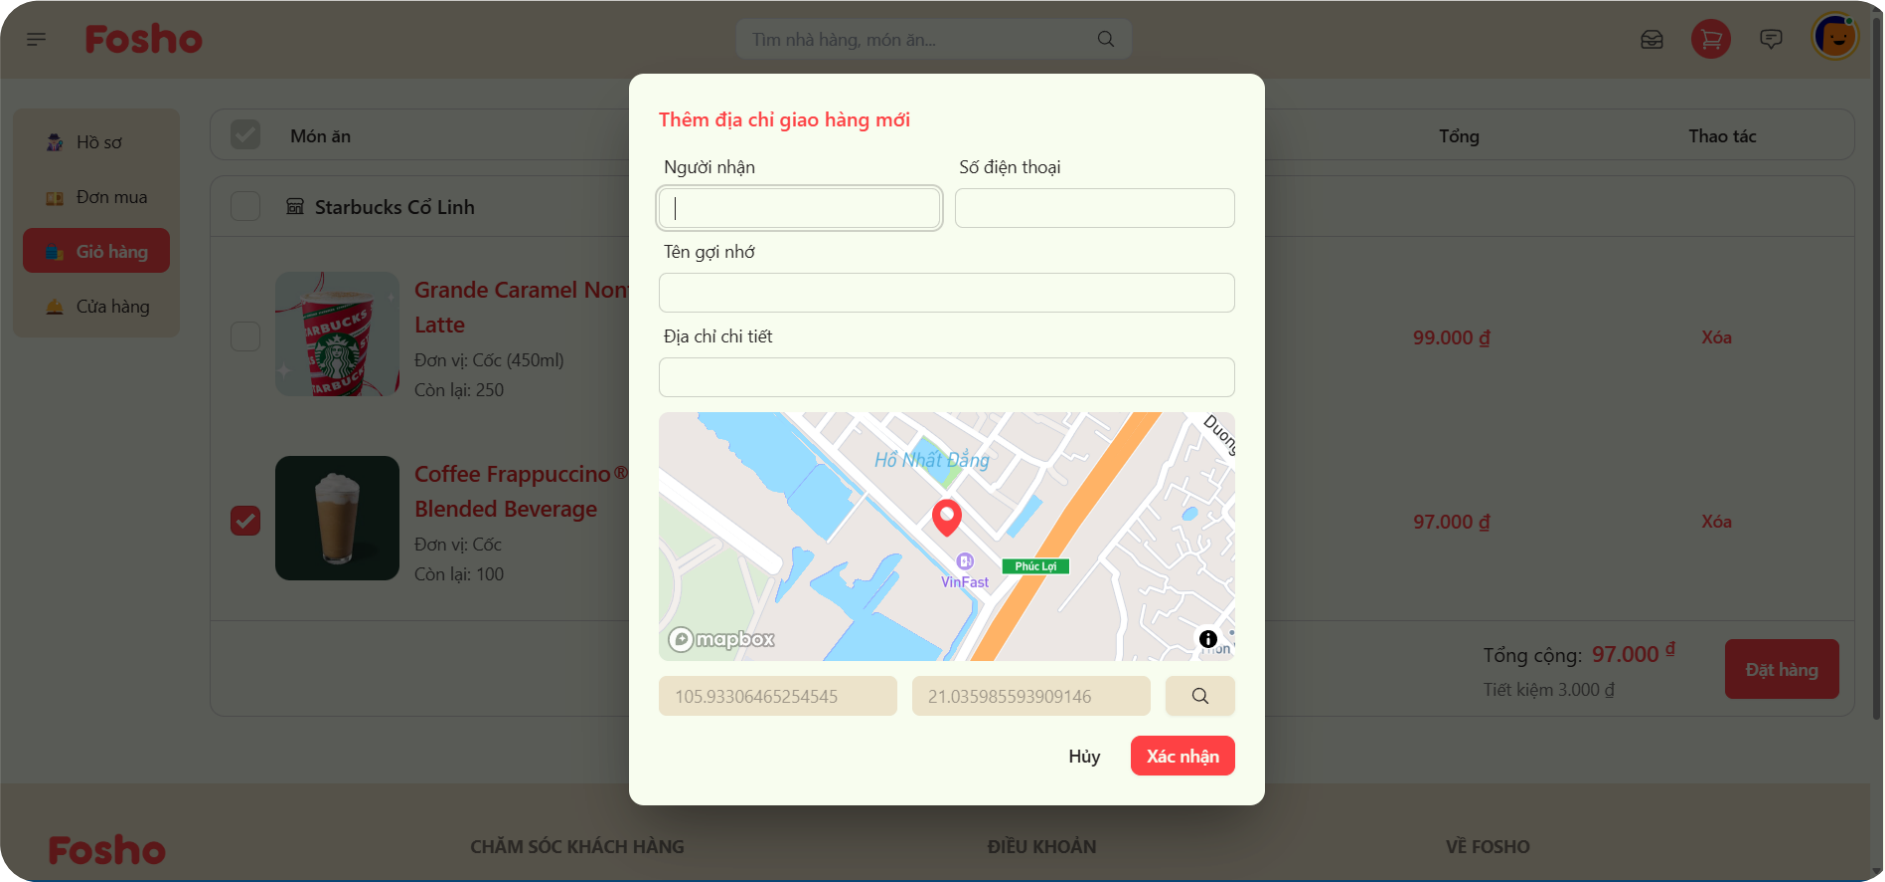 Fosho
Tìm nhà hàng, món ăn...
Hồ sơ
Đơn mua
Giỏ hàng
Cửa hàng
Món ăn
Tổng
Thao tác
Starbucks Cổ Linh
Grande Caramel Non
Latte
Đơn vị: Cốc (450ml)
Còn lại: 250
99.000 ₫
Xóa
STARBUCKS
Coffee Frappuccino®
Blended Beverage
Đơn vị: Cốc
Còn lại: 100
97.000 ₫
Xóa
Tổng cộng: 97.000 ₫
Tiết kiệm 3.000 ₫
Đặt hàng
Thêm địa chỉ giao hàng mới
Người nhận
Số điện thoại
Tên gợi nhớ
Địa chỉ chi tiết
Duong
Hồ Nhất Đẳng
Phúc Lợi
VinFast
mapbox
105.93306465254545
21.035985593909146
Hủy
Xác nhận
Fosho
CHĂM SÓC KHÁCH HÀNG
ĐIỀU KHOẢN
VỀ FOSHO